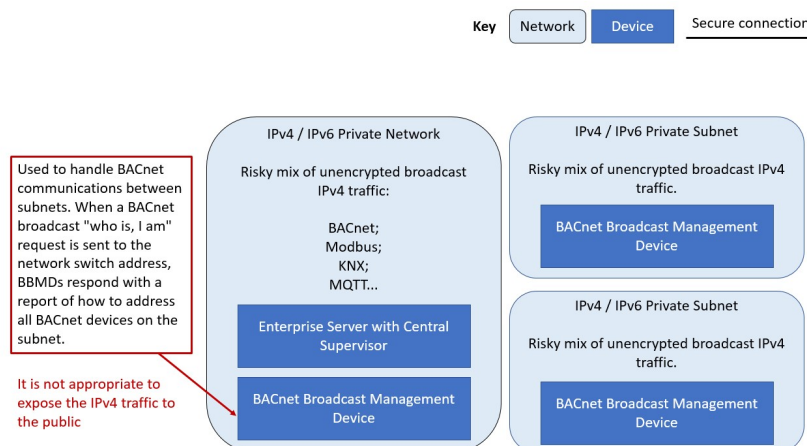 Key
Network
Device
Secure connection
IPv4 / IPv6 Private Network
Risky mix of unencrypted broadcast
IPv4 traffic:
BACnet;
Modbus;
KNX;
MQTT...
Enterprise Server with Central
Supervisor
BACnet Broadcast Management
Device
Used to handle BACnet
communications between
subnets. When a BACnet
broadcast "who is, I am"
request is sent to the
network switch address,
BBMDs respond with a
report of how to address
all BACnet devices on the
subnet.
It is not appropriate to
expose the IPv4 traffic to
the public
IPv4 / IPv6 Private Subnet
Risky mix of unencrypted broadcast IPv4
traffic.
BACnet Broadcast Management
Device
IPv4 / IPv6 Private Subnet
Risky mix of unencrypted broadcast IPv4
traffic.
BACnet Broadcast Management
Device